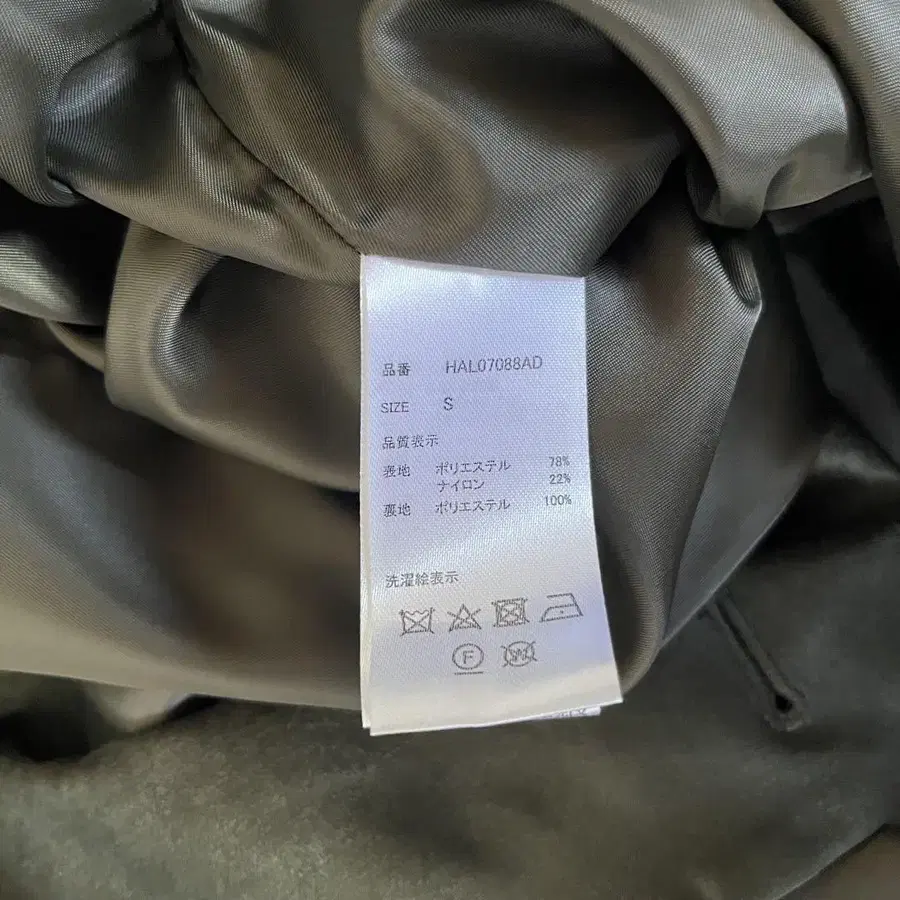 品番 HAL07088AD
SIZE S
品質表示
表地 ポリエステル 78%
ナイロン 22%
裏地 ポリエステル 100%
洗濯絵表示
F W